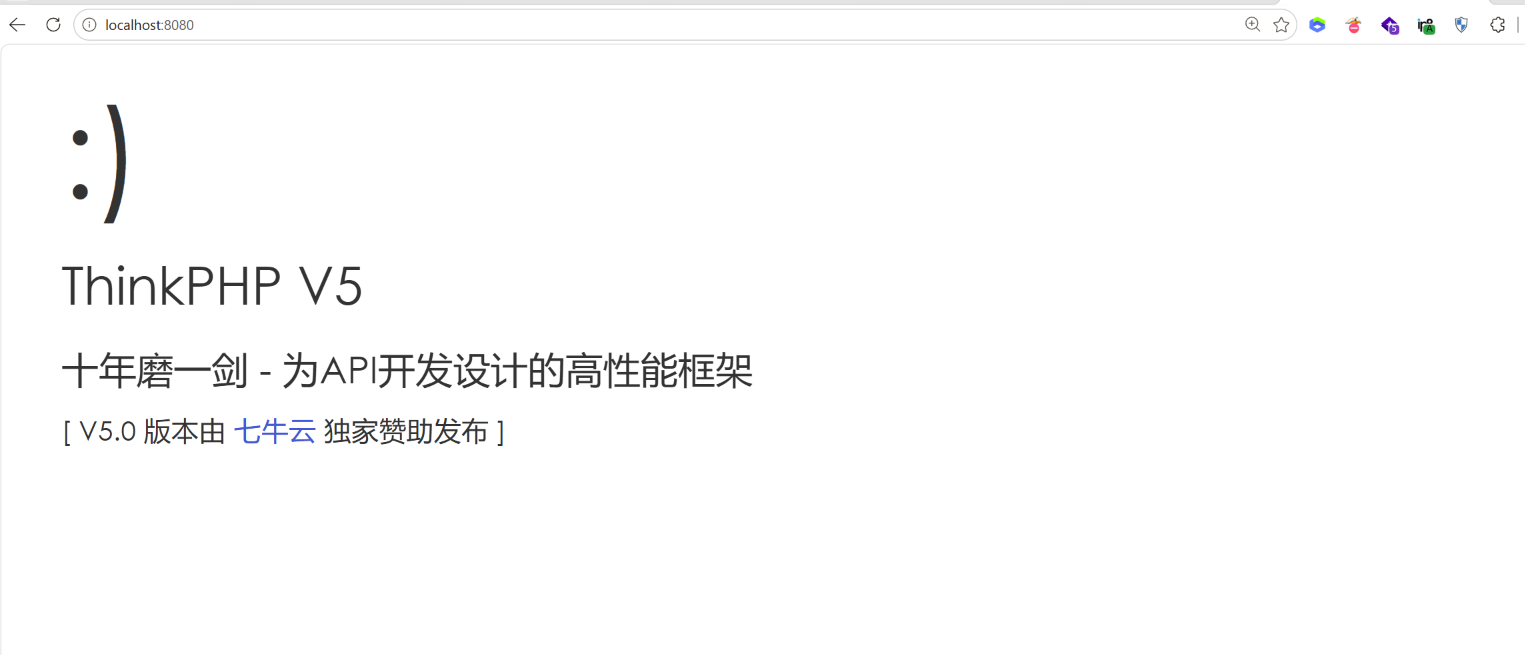 localhost:8080
:)
ThinkPHP V5
十年磨一剑 - 为API开发设计的高性能框架
[ V5.0 版本由 七牛云 独家赞助发布 ]